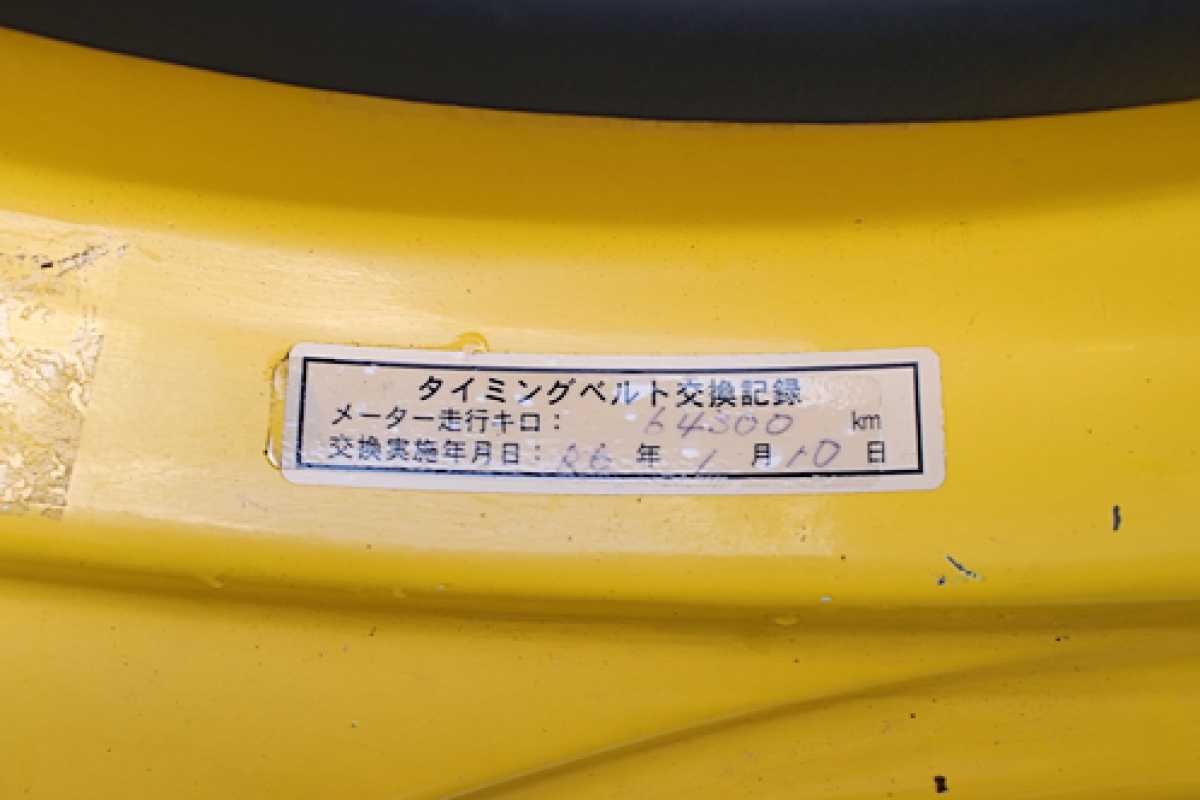 タイミングベルト交換記録
メーター走行キロ： 64300 km
交換実施年月日： R6 年 1 月 10 日